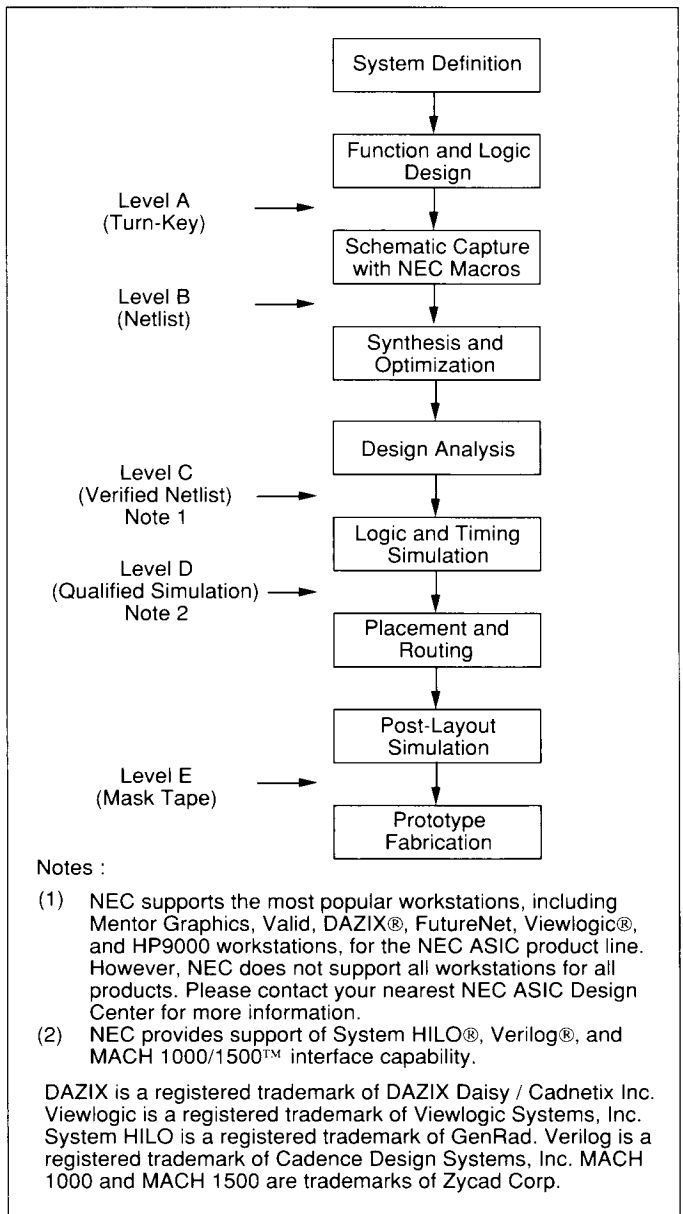 System Definition
Function and Logic
Design
Level A
(Turn-Key)
Schematic Capture
with NEC Macros
Level B
(Netlist)
Synthesis and
Optimization
Design Analysis
Level C
(Verified Netlist)
Note 1
Logic and Timing
Simulation
Level D
(Qualified Simulation)
Note 2
Placement and
Routing
Post-Layout
Simulation
Level E
(Mask Tape)
Prototype
Fabrication
Notes :
(1) NEC supports the most popular workstations, including
Mentor Graphics, Valid, DAZIX®, FutureNet, Viewlogic®,
and HP9000 workstations, for the NEC ASIC product line.
However, NEC does not support all workstations for all
products. Please contact your nearest NEC ASIC Design
Center for more information.
(2) NEC provides support of System HILO®, Verilog®, and
MACH 1000/1500™ interface capability.
DAZIX is a registered trademark of DAZIX Daisy / Cadnetix Inc.
Viewlogic is a registered trademark of Viewlogic Systems, Inc.
System HILO is a registered trademark of GenRad. Verilog is a
registered trademark of Cadence Design Systems, Inc. MACH
1000 and MACH 1500 are trademarks of Zycad Corp.